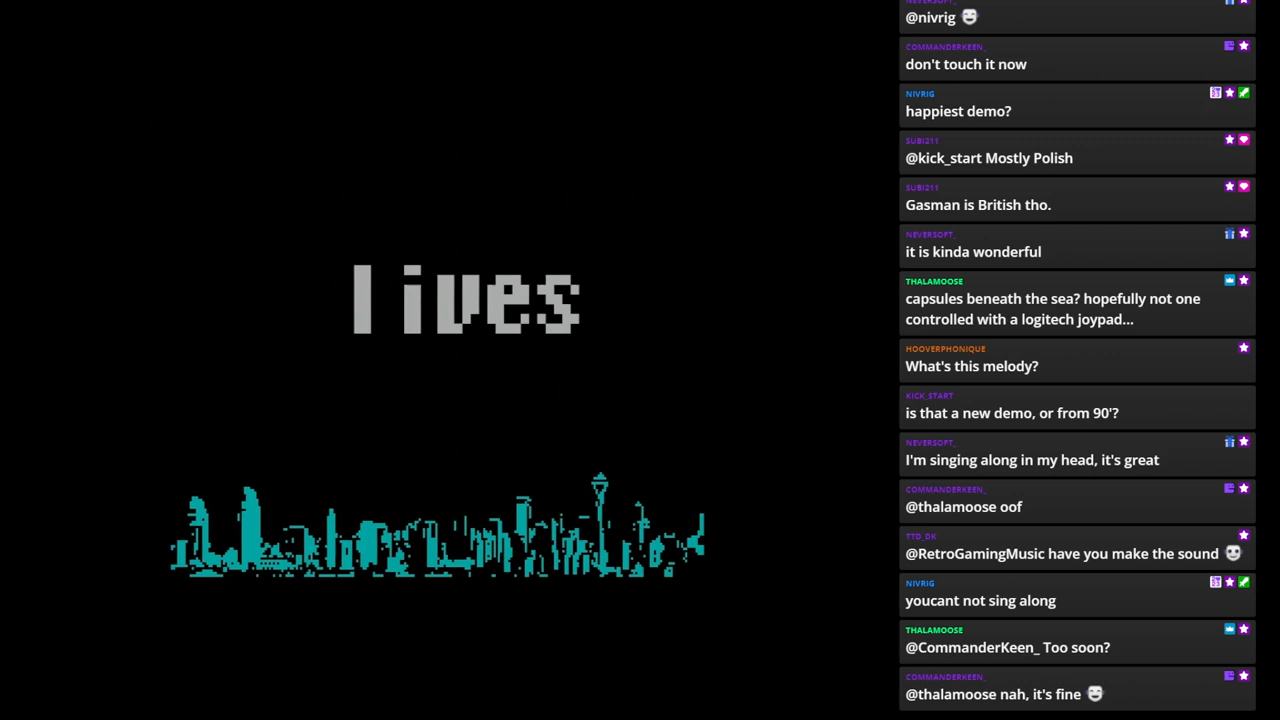 lives
@nivrig
COMMANDERKEEN_
don't touch it now
NIVRIG
happiest demo?
SUBI211
@kick_start Mostly Polish
SUBI211
Gasman is British tho.
NEVERSOFT_
it is kinda wonderful
THALAMOOSE
capsules beneath the sea? hopefully not one
controlled with a logitech joypad...
HOOVERPHONIQUE
What's this melody?
KICK_START
is that a new demo, or from 90'?
NEVERSOFT_
I'm singing along in my head, it's great
COMMANDERKEEN_
@thalamoose oof
TTD_DK
@RetroGamingMusic have you make the sound
NIVRIG
youcant not sing along
THALAMOOSE
@CommanderKeen_ Too soon?
COMMANDERKEEN_
@thalamoose nah, it's fine